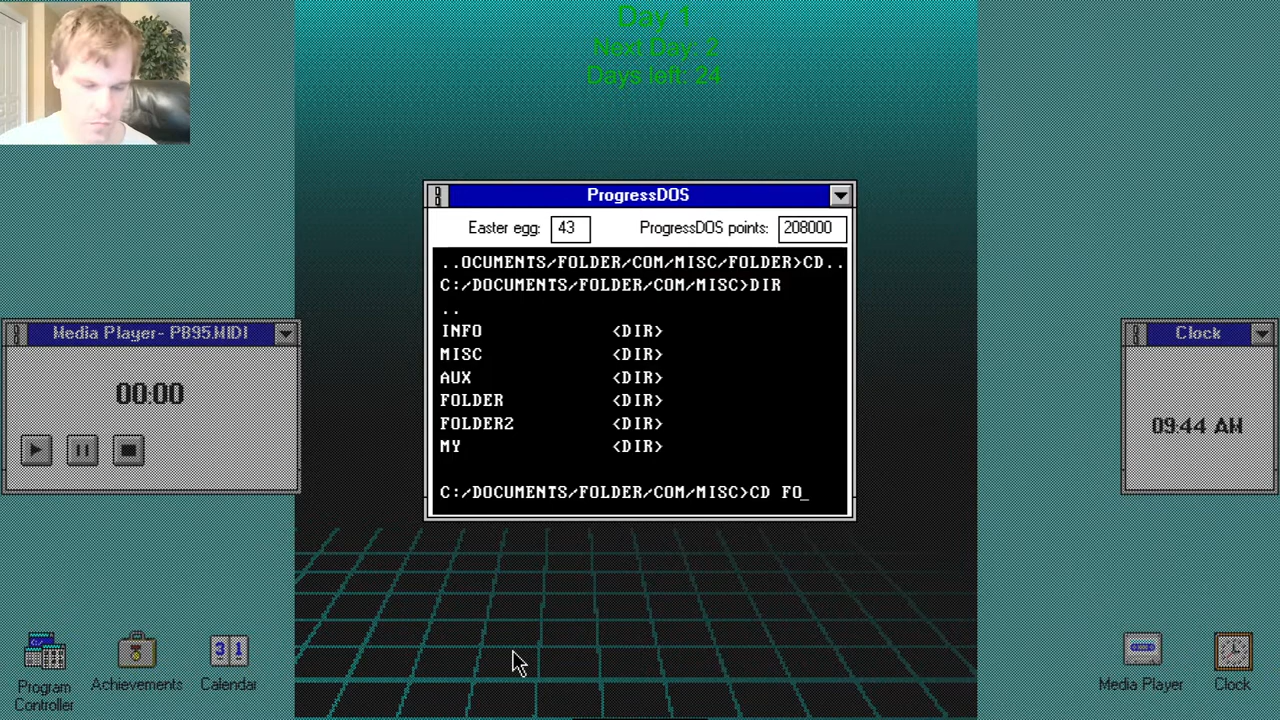 Day 1
Next Day: 2
Days left: 24
ProgressDOS
Easter egg: 43 ProgressDOS points: 208000
..OCUMENTS/FOLDER/COM/MISC/FOLDER>CD..
C:/DOCUMENTS/FOLDER/COM/MISC>DIR
..
INFO <DIR>
MISC <DIR>
AUX <DIR>
FOLDER <DIR>
FOLDER2 <DIR>
MY <DIR>
C:/DOCUMENTS/FOLDER/COM/MISC>CD FO_
Media Player- PB95.MIDI
00:00
Clock
09:44 AM
Program
Controller
Achievements
31
Calendar
Media Player
Clock